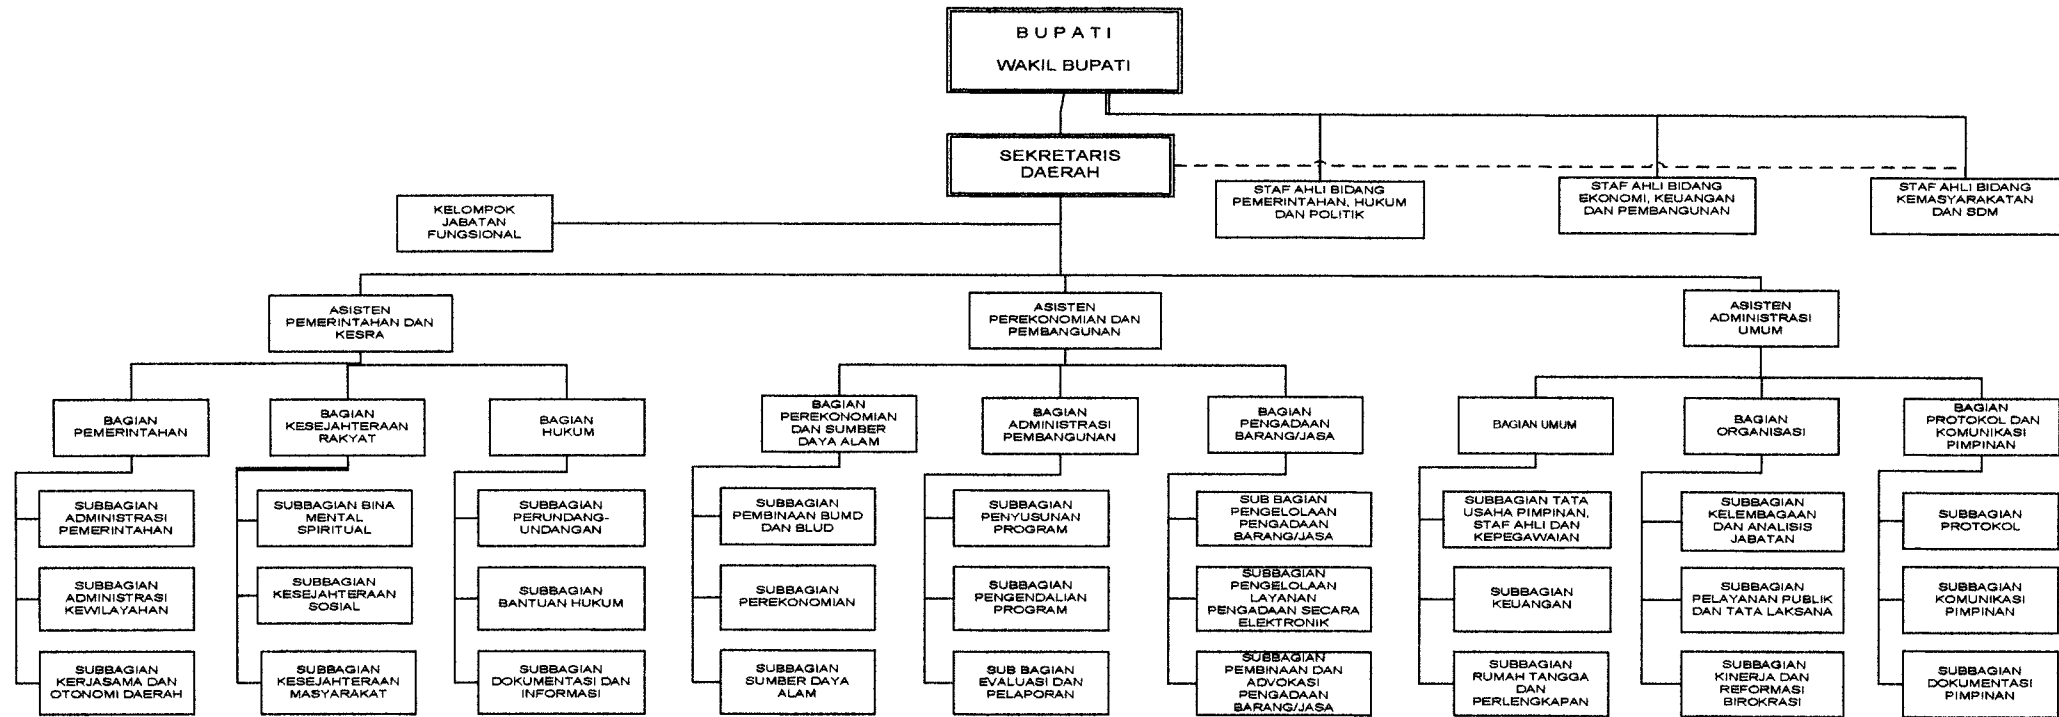 BUPATI
WAKIL BUPATI
SEKRETARIS
DAERAH
STAF AHLI BIDANG
PEMERINTAHAN, HUKUM
DAN POLITIK
STAF AHLI BIDANG
EKONOMI, KEUANGAN
DAN PEMBANGUNAN
STAF AHLI BIDANG
KEMASYARAKATAN
DAN SDM
KELOMPOK
JABATAN
FUNGSIONAL
ASISTEN
PEMERINTAHAN DAN
KESRA
ASISTEN
PEREKONOMIAN DAN
PEMBANGUNAN
ASISTEN
ADMINISTRASI
UMUM
BAGIAN
PEMERINTAHAN
BAGIAN
KESEJAHTERAAN
RAKYAT
BAGIAN
HUKUM
BAGIAN
PEREKONOMIAN
DAN SUMBER
DAYA ALAM
BAGIAN
ADMINISTRASI
PEMBANGUNAN
BAGIAN
PENGADAAN
BARANG/JASA
BAGIAN UMUM
BAGIAN
ORGANISASI
BAGIAN
PROTOKOL DAN
KOMUNIKASI
PIMPINAN
SUBBAGIAN
ADMINISTRASI
PEMERINTAHAN
SUBBAGIAN BINA
MENTAL
SPIRITUAL
SUBBAGIAN
PERUNDANG-
UNDANGAN
SUBBAGIAN
PEMBINAAN BUMD
DAN BLUD
SUBBAGIAN
PENYUSUNAN
PROGRAM
SUB BAGIAN
PENGELOLAAN
PENGADAAN
BARANG/JASA
SUBBAGIAN TATA
USAHA PIMPINAN,
STAF AHLI DAN
KEPEGAWAIAN
SUBBAGIAN
KELEMBAGAAN
DAN ANALISIS
JABATAN
SUBBAGIAN
PROTOKOL
SUBBAGIAN
ADMINISTRASI
KEWILAYAHAN
SUBBAGIAN
KESEJAHTERAAN
SOSIAL
SUBBAGIAN
BANTUAN HUKUM
SUBBAGIAN
PEREKONOMIAN
SUBBAGIAN
PENGENDALIAN
PROGRAM
SUBBAGIAN
PENGELOLAAN
LAYANAN
PENGADAAN SECARA
ELEKTRONIK
SUBBAGIAN
KEUANGAN
SUBBAGIAN
PELAYANAN PUBLIK
DAN TATA LAKSANA
SUBBAGIAN
KOMUNIKASI
PIMPINAN
SUBBAGIAN
KERJASAMA DAN
OTONOMI DAERAH
SUBBAGIAN
KESEJAHTERAAN
MASYARAKAT
SUBBAGIAN
DOKUMENTASI DAN
INFORMASI
SUBBAGIAN
SUMBER DAYA
ALAM
SUB BAGIAN
EVALUASI DAN
PELAPORAN
SUBBAGIAN
PEMBINAAN DAN
ADVOKASI
PENGADAAN
BARANG/JASA
SUBBAGIAN
RUMAH TANGGA
DAN
PERLENGKAPAN
SUBBAGIAN
KINERJA DAN
REFORMASI
BIROKRASI
SUBBAGIAN
DOKUMENTASI
PIMPINAN